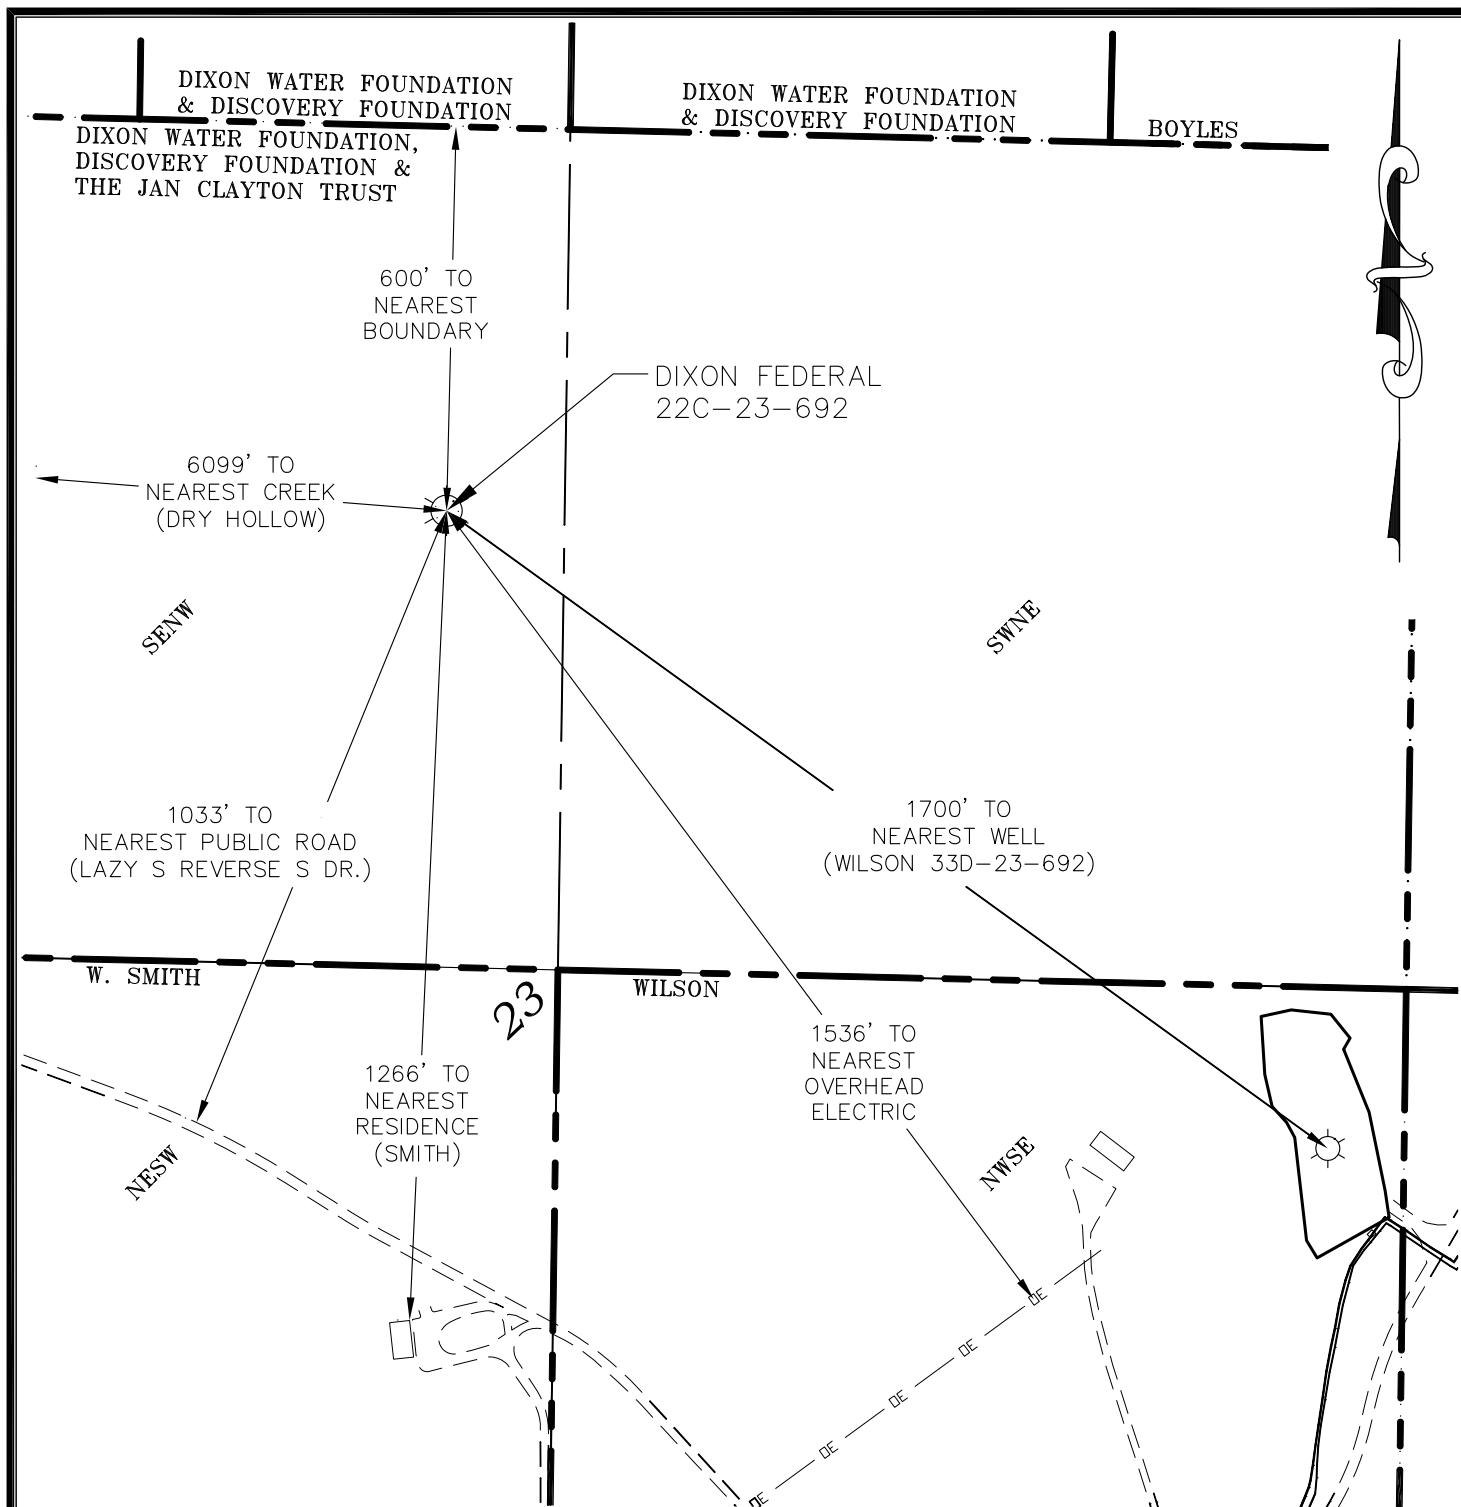 DIXON WATER FOUNDATION
& DISCOVERY FOUNDATION
DIXON WATER FOUNDATION
& DISCOVERY FOUNDATION
BOYLES
DIXON WATER FOUNDATION,
DISCOVERY FOUNDATION &
THE JAN CLAYTON TRUST
600' TO
NEAREST
BOUNDARY
DIXON FEDERAL
22C-23-692
6099' TO
NEAREST CREEK
(DRY HOLLOW)
SENW
SWNE
1033' TO
NEAREST PUBLIC ROAD
(LAZY S REVERSE S DR.)
1700' TO
NEAREST WELL
(WILSON 33D-23-692)
W. SMITH
23
WILSON
1536' TO
NEAREST
OVERHEAD
ELECTRIC
1266' TO
NEAREST
RESIDENCE
(SMITH)
NESW
NWSE
OE
OE
OE
OE
OE